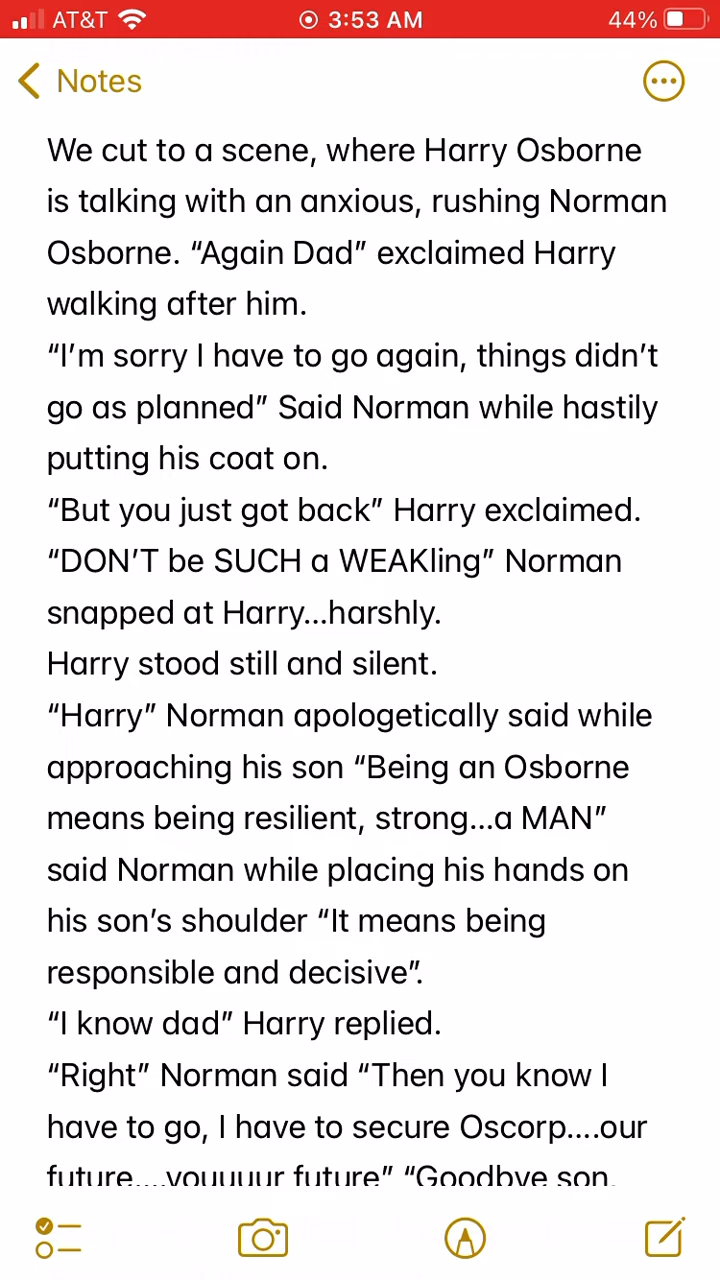 AT&T 3:53 AM 44%
Notes
We cut to a scene, where Harry Osborne
is talking with an anxious, rushing Norman
Osborne. “Again Dad” exclaimed Harry
walking after him.
“I’m sorry I have to go again, things didn’t
go as planned” Said Norman while hastily
putting his coat on.
“But you just got back” Harry exclaimed.
“DON’T be SUCH a WEAKling” Norman
snapped at Harry...harshly.
Harry stood still and silent.
“Harry” Norman apologetically said while
approaching his son “Being an Osborne
means being resilient, strong...a MAN”
said Norman while placing his hands on
his son’s shoulder “It means being
responsible and decisive”.
“I know dad” Harry replied.
“Right” Norman said “Then you know I
have to go, I have to secure Oscorp....our
future....youuuur future” “Goodbye son.